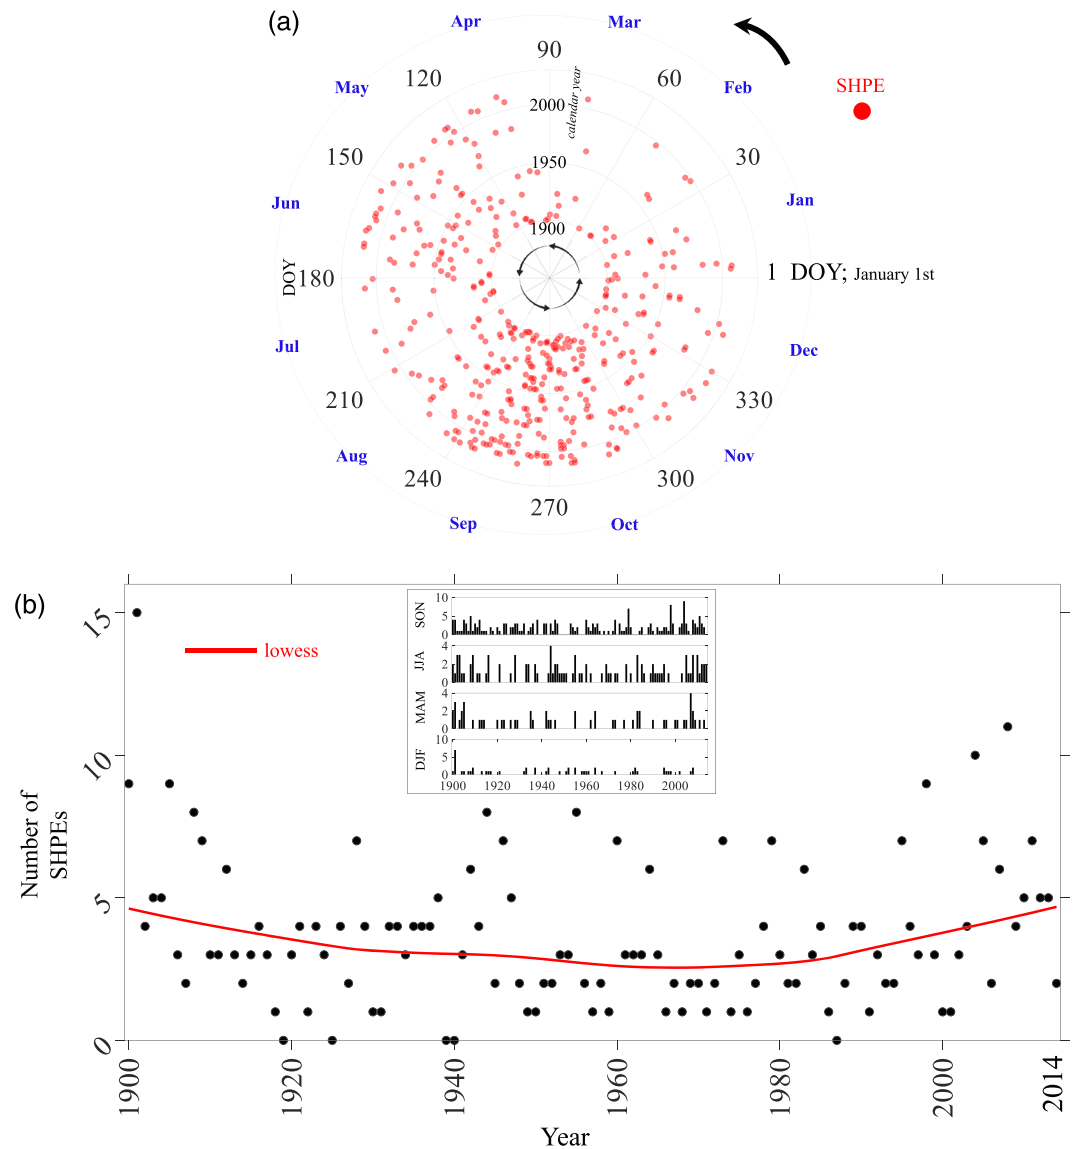 (a)
Apr
Mar
90
120
60
May
Feb
SHPE
calendar year
2000
150
30
1950
Jun
Jan
1900
DOY
180
1 DOY; January 1st
Jul
Dec
210
330
Aug
Nov
240
300
270
Sep
Oct
(b)
15
10
5
0
Number of
SHPEs
lowess
SON
10
5
0
JJA
4
2
0
MAM
4
2
0
DJF
10
5
0
1900 1920 1940 1960 1980 2000
1900 1920 1940 1960 1980 2000 2014
Year